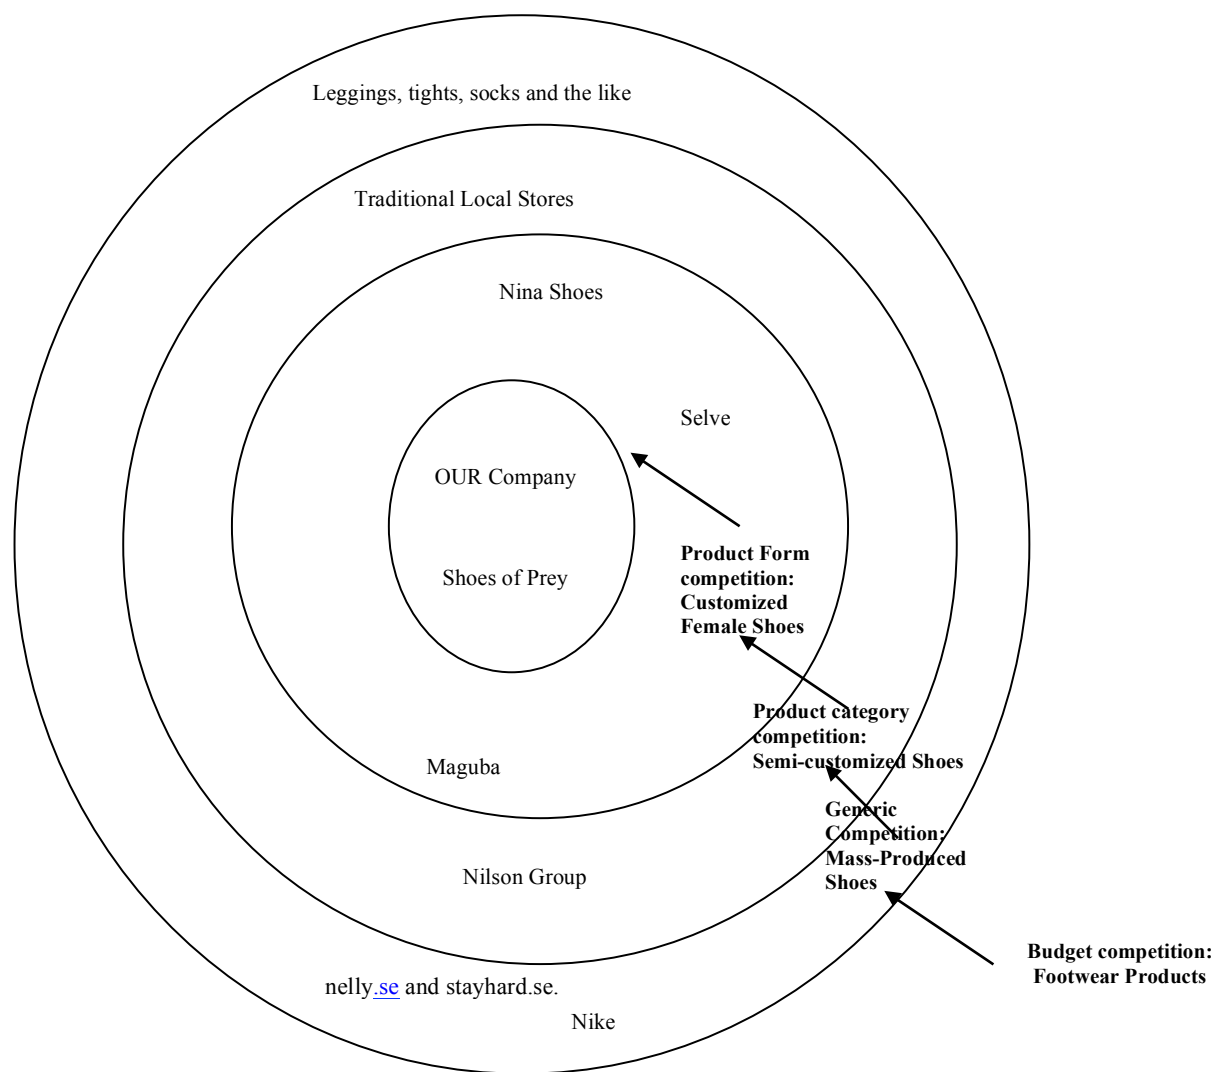 Leggings, tights, socks and the like
Traditional Local Stores
Nina Shoes
Selve
OUR Company
Shoes of Prey
Product Form
competition:
Customized
Female Shoes
Product category
competition:
Semi-customized Shoes
Maguba
Generic
Competition:
Mass-Produced
Shoes
Nilson Group
Budget competition:
Footwear Products
nelly.se and stayhard.se.
Nike